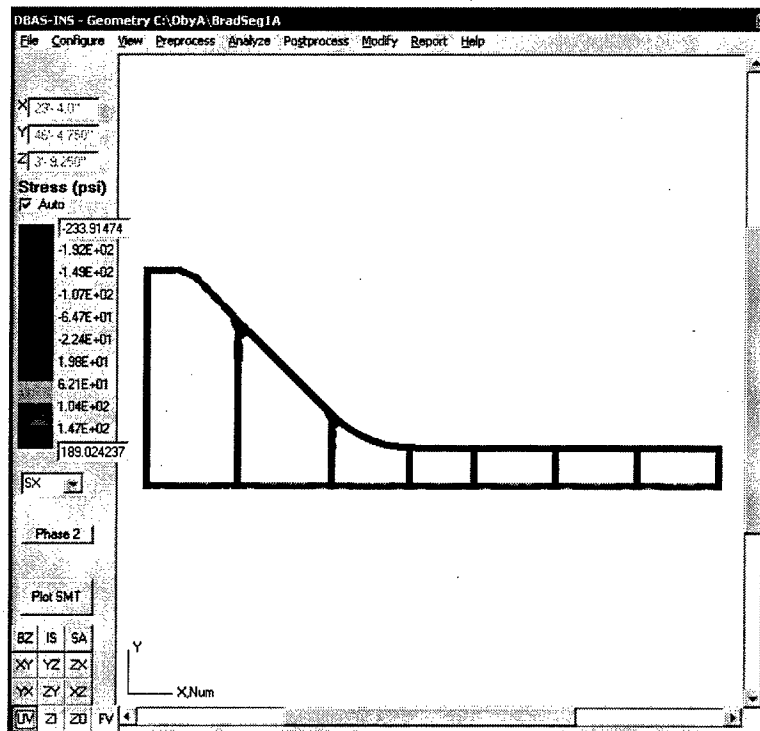 DBAS-INS - Geometry C:\DbyA\BradSeg1A
File Configure View Preprocess Analyze Postprocess Modify Report Help
X 23'- 4.0"
Y 46'- 4.750"
Z 3'- 9.250"
Stress (psi)
Auto
-233.91474
-1.92E+02
-1.49E+02
-1.07E+02
-6.47E+01
-2.24E+01
1.98E+01
6.21E+01
1.04E+02
1.47E+02
189.024237
SX
Phase 2
Plot SMT
BZ IS SA
XY YZ ZX
YX ZY XZ
UV ZI ZO FV
Y
X,Num